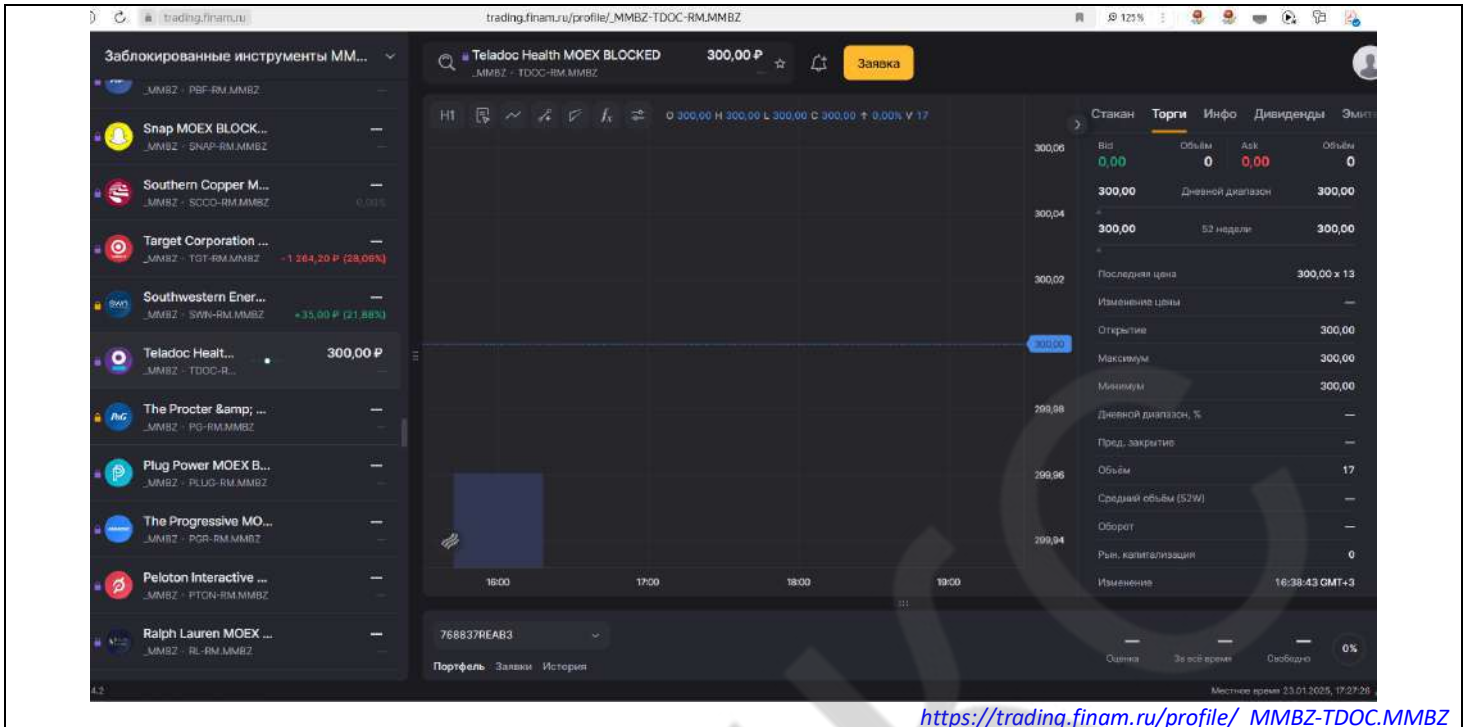 trading.finam.ru
trading.finam.ru/profile/_MMBZ-TDOC-RM.MMBZ
125 %
Заблокированные инструменты ММ...
_MMBZ - PBF-RM.MMBZ
—
Snap MOEX BLOCK...
—
_MMBZ - SNAP-RM.MMBZ
—
Southern Copper M...
—
_MMBZ - SCCO-RM.MMBZ
0,00%
Target Corporation ...
—
_MMBZ - TGT-RM.MMBZ
-1 264,20 ₽ (28,09%)
Southwestern Ener...
—
_MMBZ - SWN-RM.MMBZ
+35,00 ₽ (21,88%)
Teladoc Healt...
300,00 ₽
_MMBZ - TDOC-R...
—
The Procter &amp; ...
—
_MMBZ - PG-RM.MMBZ
—
Plug Power MOEX B...
—
_MMBZ - PLUG-RM.MMBZ
—
The Progressive MO...
—
_MMBZ - PGR-RM.MMBZ
—
Peloton Interactive ...
—
_MMBZ - PTON-RM.MMBZ
—
Ralph Lauren MOEX ...
—
_MMBZ - RL-RM.MMBZ
4.2
Teladoc Health MOEX BLOCKED
300,00 ₽
_MMBZ - TDOC-RM.MMBZ
—
Заявка
H1
O 300,00 H 300,00 L 300,00 C 300,00 ↑ 0,00% V 17
300,06
300,04
300,02
300,00
299,98
299,96
299,94
16:00 17:00 18:00 19:00
Стакан Торги Инфо Дивиденды Эмит
Bid Объём Ask Объём
0,00 0 0,00 0
300,00 Дневной диапазон 300,00
300,00 52 недели 300,00
Последняя цена 300,00 x 13
Изменение цены —
Открытие 300,00
Максимум 300,00
Минимум 300,00
Дневной диапазон, % —
Пред. закрытие —
Объём 17
Средний объём (52W) —
Оборот —
Рын. капитализация 0
Изменение 16:38:43 GMT+3
768837REAB3
Портфель Заявки История
— — — 0%
Оценка За всё время Свободно
Местное время 23.01.2025, 17:27:26
https://trading.finam.ru/profile/_MMBZ-TDOC.MMBZ